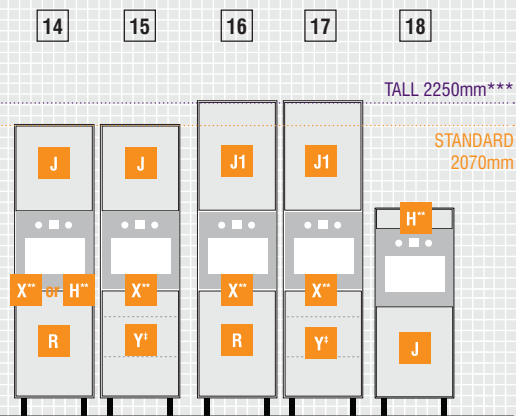 14 15 16 17 18
TALL 2250mm***
STANDARD
2070mm
J J J1 J1
H**
X** or H** X** X** X**
R Y‡ R Y‡ J